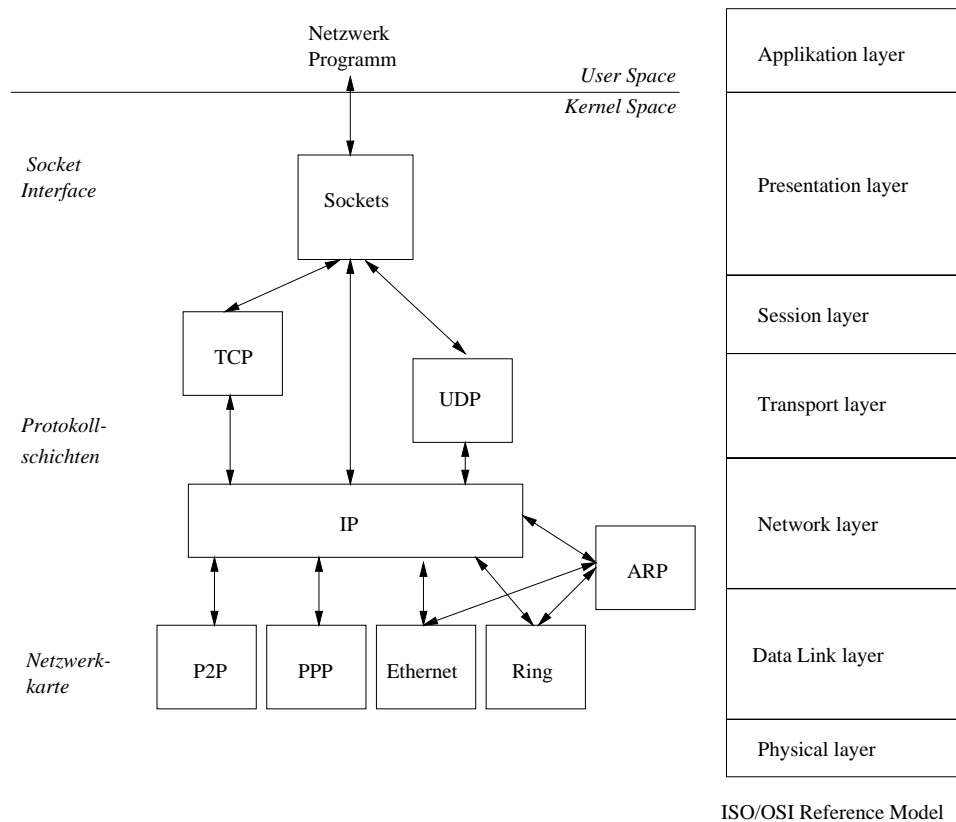 Netzwerk
Programm
User Space
Kernel Space
Socket
Interface
Sockets
TCP
UDP
Protokoll-
schichten
IP
ARP
Netzwerk-
karte
P2P
PPP
Ethernet
Ring
Applikation layer
Presentation layer
Session layer
Transport layer
Network layer
Data Link layer
Physical layer
ISO/OSI Reference Model